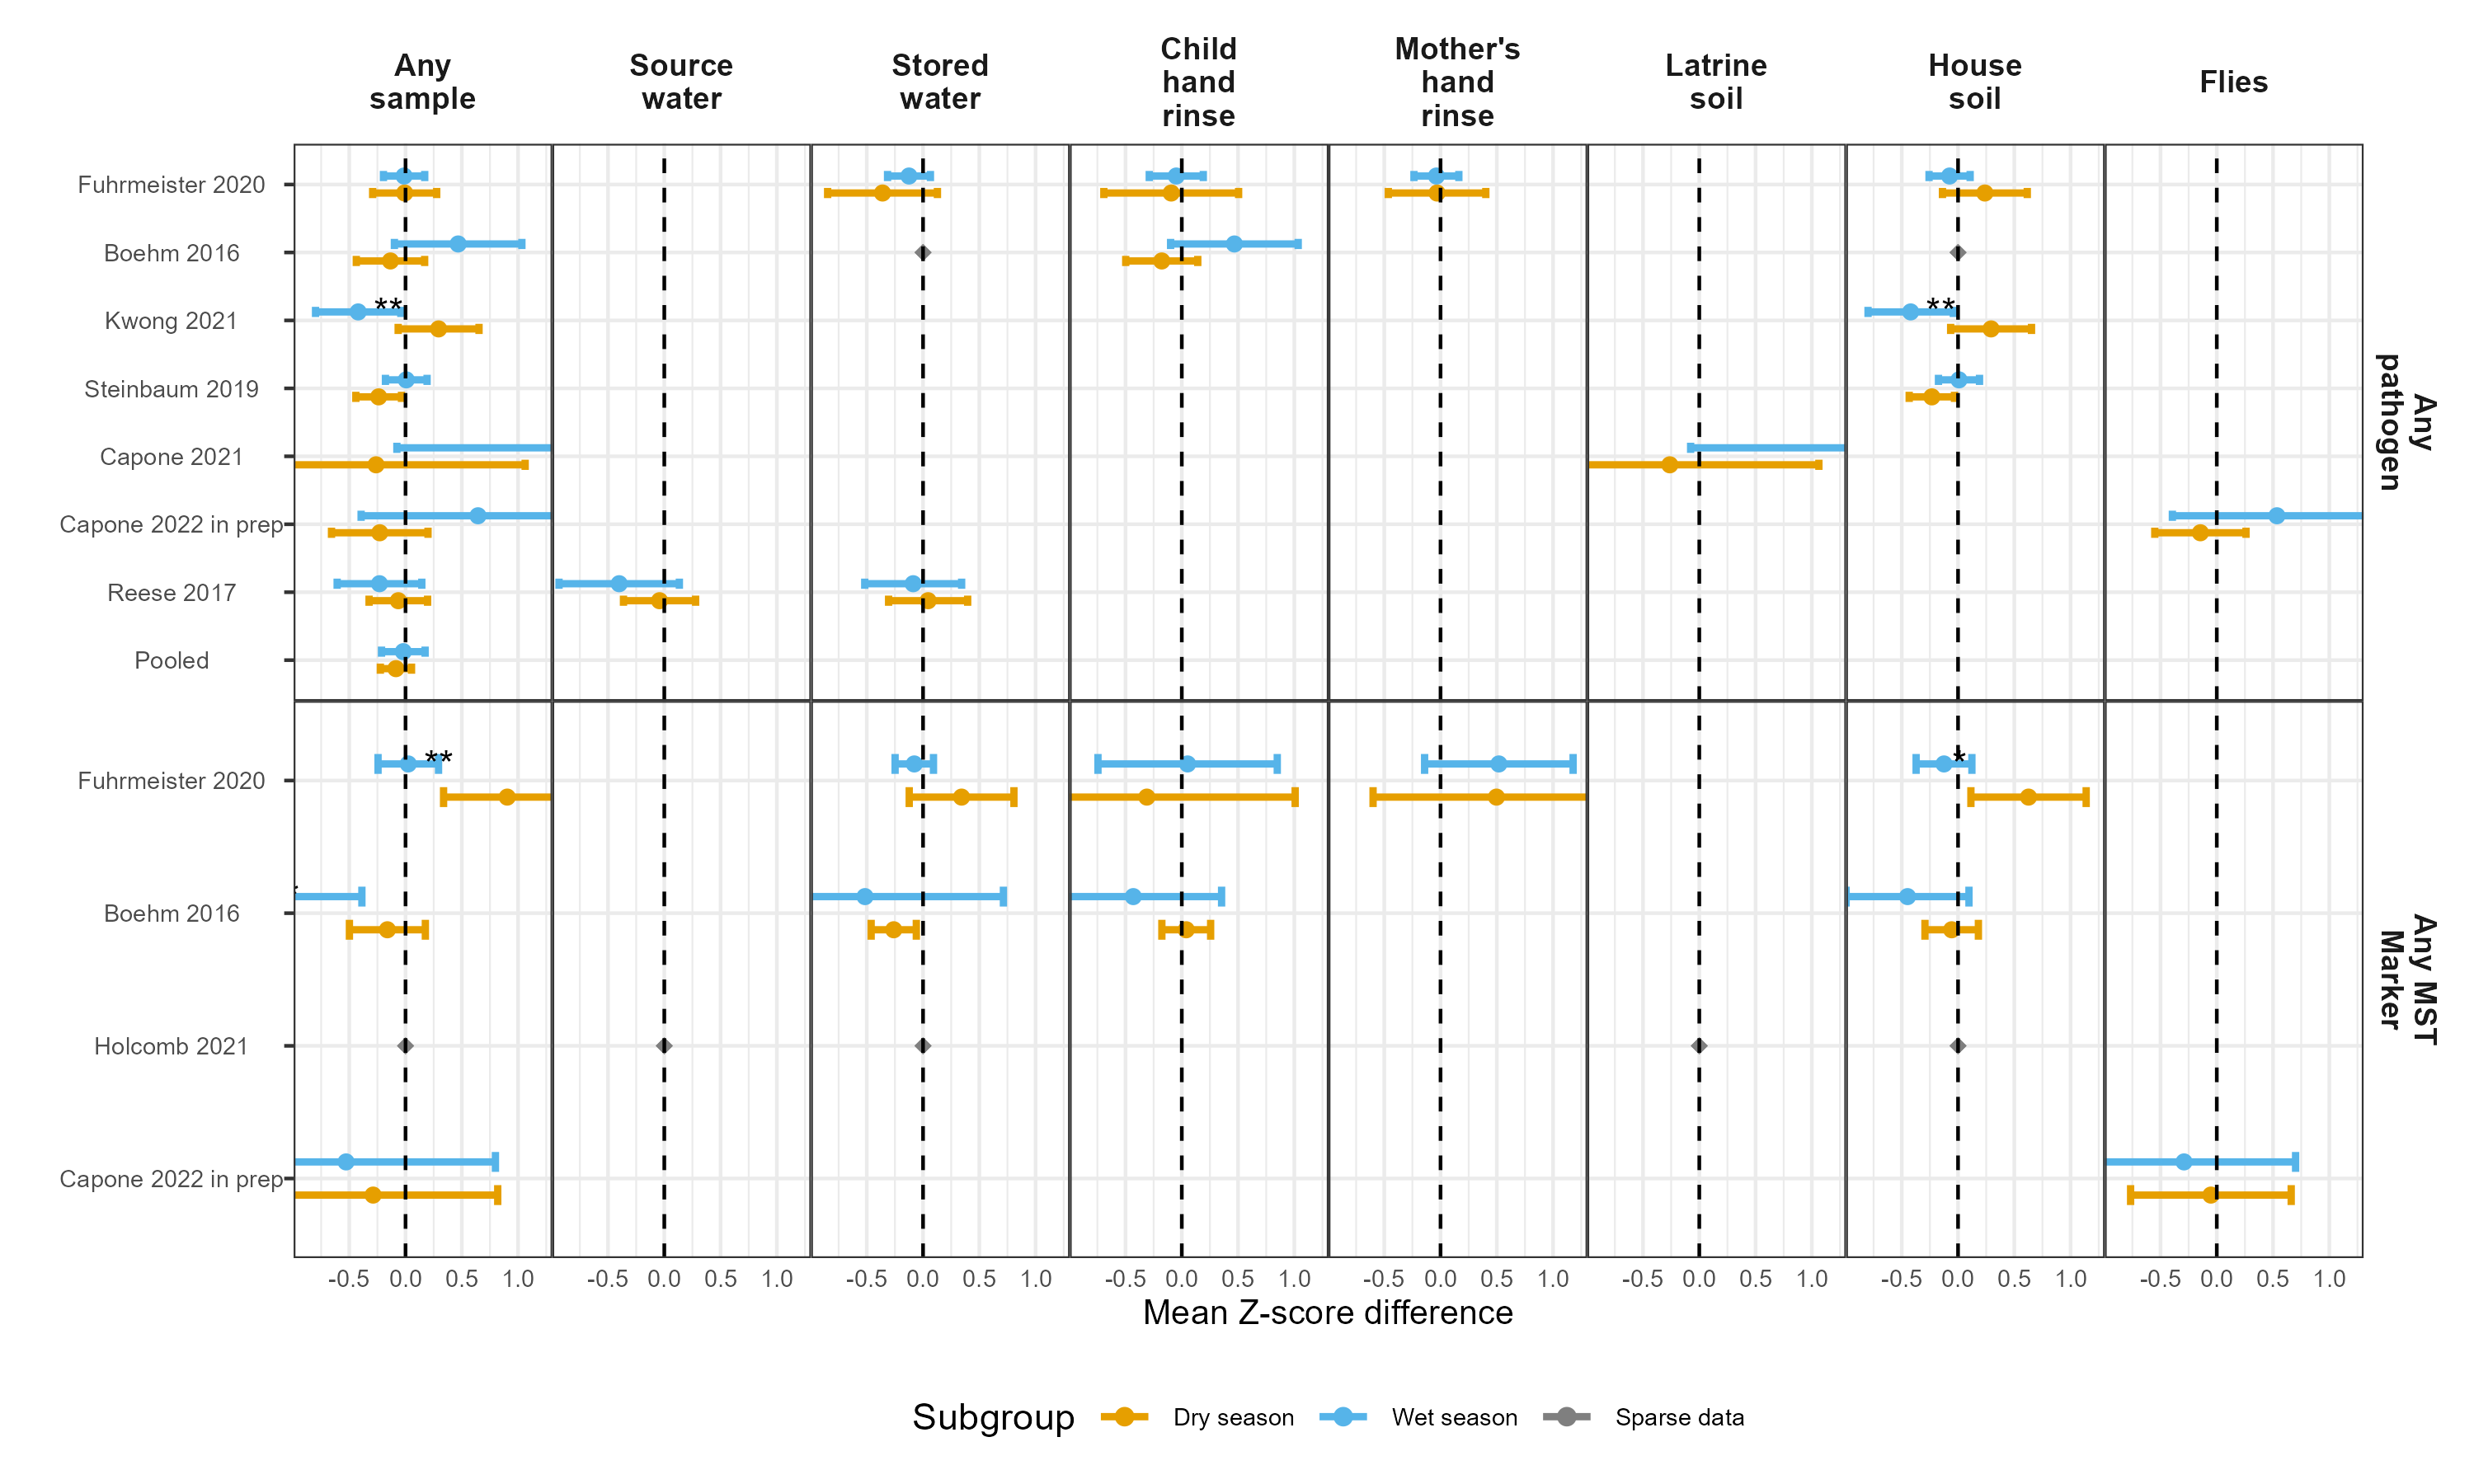 Any
sample
Source
water
Stored
water
Child
hand
rinse
Mother's
hand
rinse
Latrine
soil
House
soil
Flies
Fuhrmeister 2020
Boehm 2016
Kwong 2021
** **
Steinbaum 2019
Capone 2021
Capone 2022 in prep
Reese 2017
Pooled
Any
pathogen
Fuhrmeister 2020
** *
Boehm 2016
Holcomb 2021
Capone 2022 in prep
Any MST
Marker
-0.5 0.0 0.5 1.0 -0.5 0.0 0.5 1.0 -0.5 0.0 0.5 1.0 -0.5 0.0 0.5 1.0 -0.5 0.0 0.5 1.0 -0.5 0.0 0.5 1.0 -0.5 0.0 0.5 1.0 -0.5 0.0 0.5 1.0
Mean Z-score difference
Subgroup Dry season Wet season Sparse data